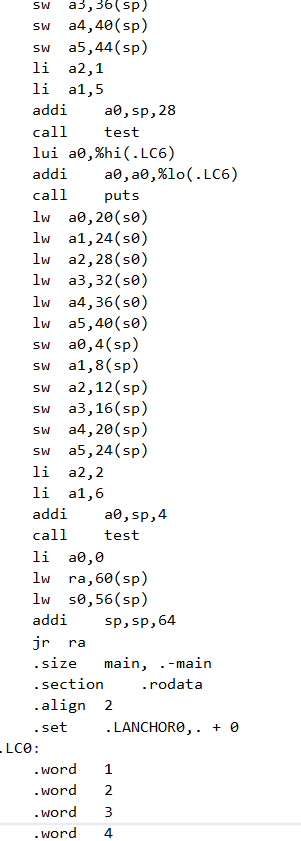 sw a3,36(sp)
sw a4,40(sp)
sw a5,44(sp)
li a2,1
li a1,5
addi a0,sp,28
call test
lui a0,%hi(.LC6)
addi a0,a0,%lo(.LC6)
call puts
lw a0,20(s0)
lw a1,24(s0)
lw a2,28(s0)
lw a3,32(s0)
lw a4,36(s0)
lw a5,40(s0)
sw a0,4(sp)
sw a1,8(sp)
sw a2,12(sp)
sw a3,16(sp)
sw a4,20(sp)
sw a5,24(sp)
li a2,2
li a1,6
addi a0,sp,4
call test
li a0,0
lw ra,60(sp)
lw s0,56(sp)
addi sp,sp,64
jr ra
.size main, .-main
.section .rodata
.align 2
.set .LANCHOR0,. + 0
.LC0:
.word 1
.word 2
.word 3
.word 4